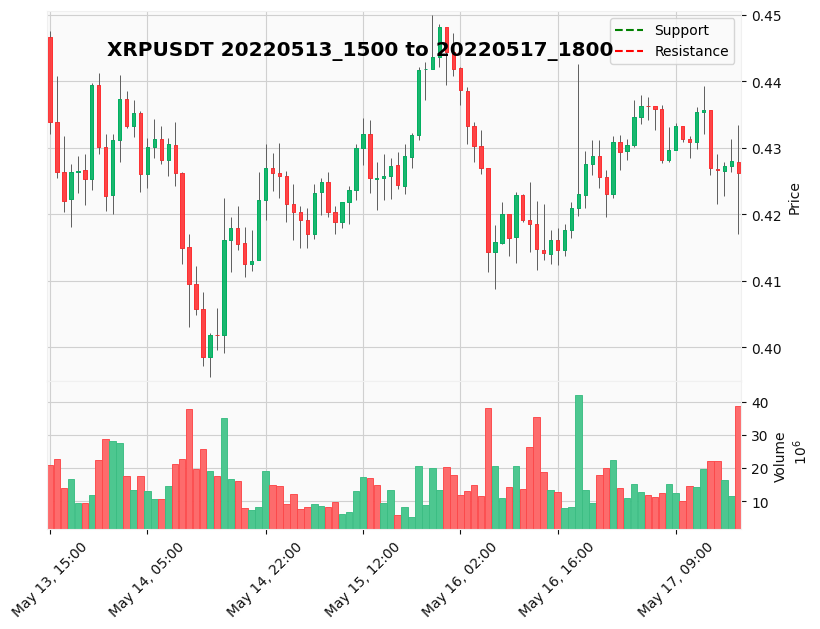 XRPUSDT 20220513_1500 to 20220517_1800
Support
Resistance
0.45
0.44
0.43
0.42
0.41
0.40
Price
40
30
20
10
Volume
10^6
May 13, 15:00
May 14, 05:00
May 14, 22:00
May 15, 12:00
May 16, 02:00
May 16, 16:00
May 17, 09:00